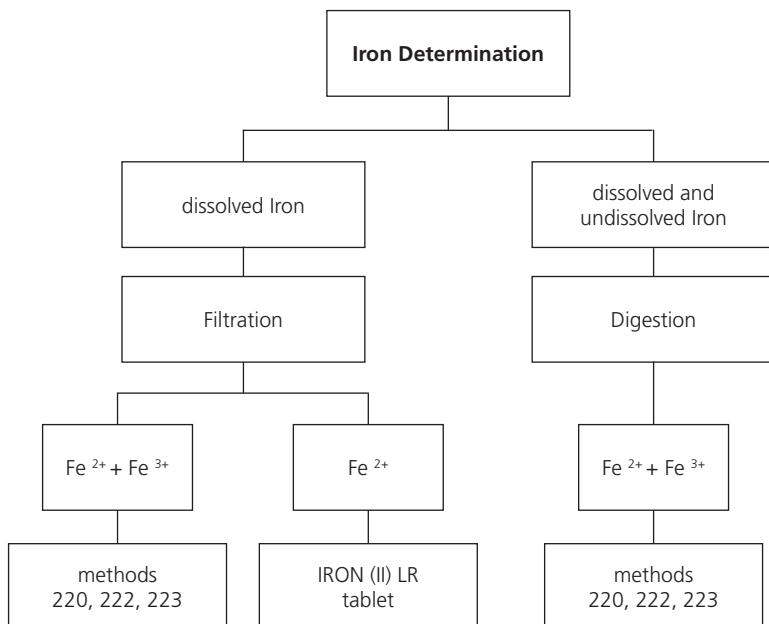 Iron Determination
dissolved Iron
dissolved and
undissolved Iron
Filtration
Digestion
Fe 2+ + Fe 3+
Fe 2+
Fe 2+ + Fe 3+
methods
220, 222, 223
IRON (II) LR
tablet
methods
220, 222, 223